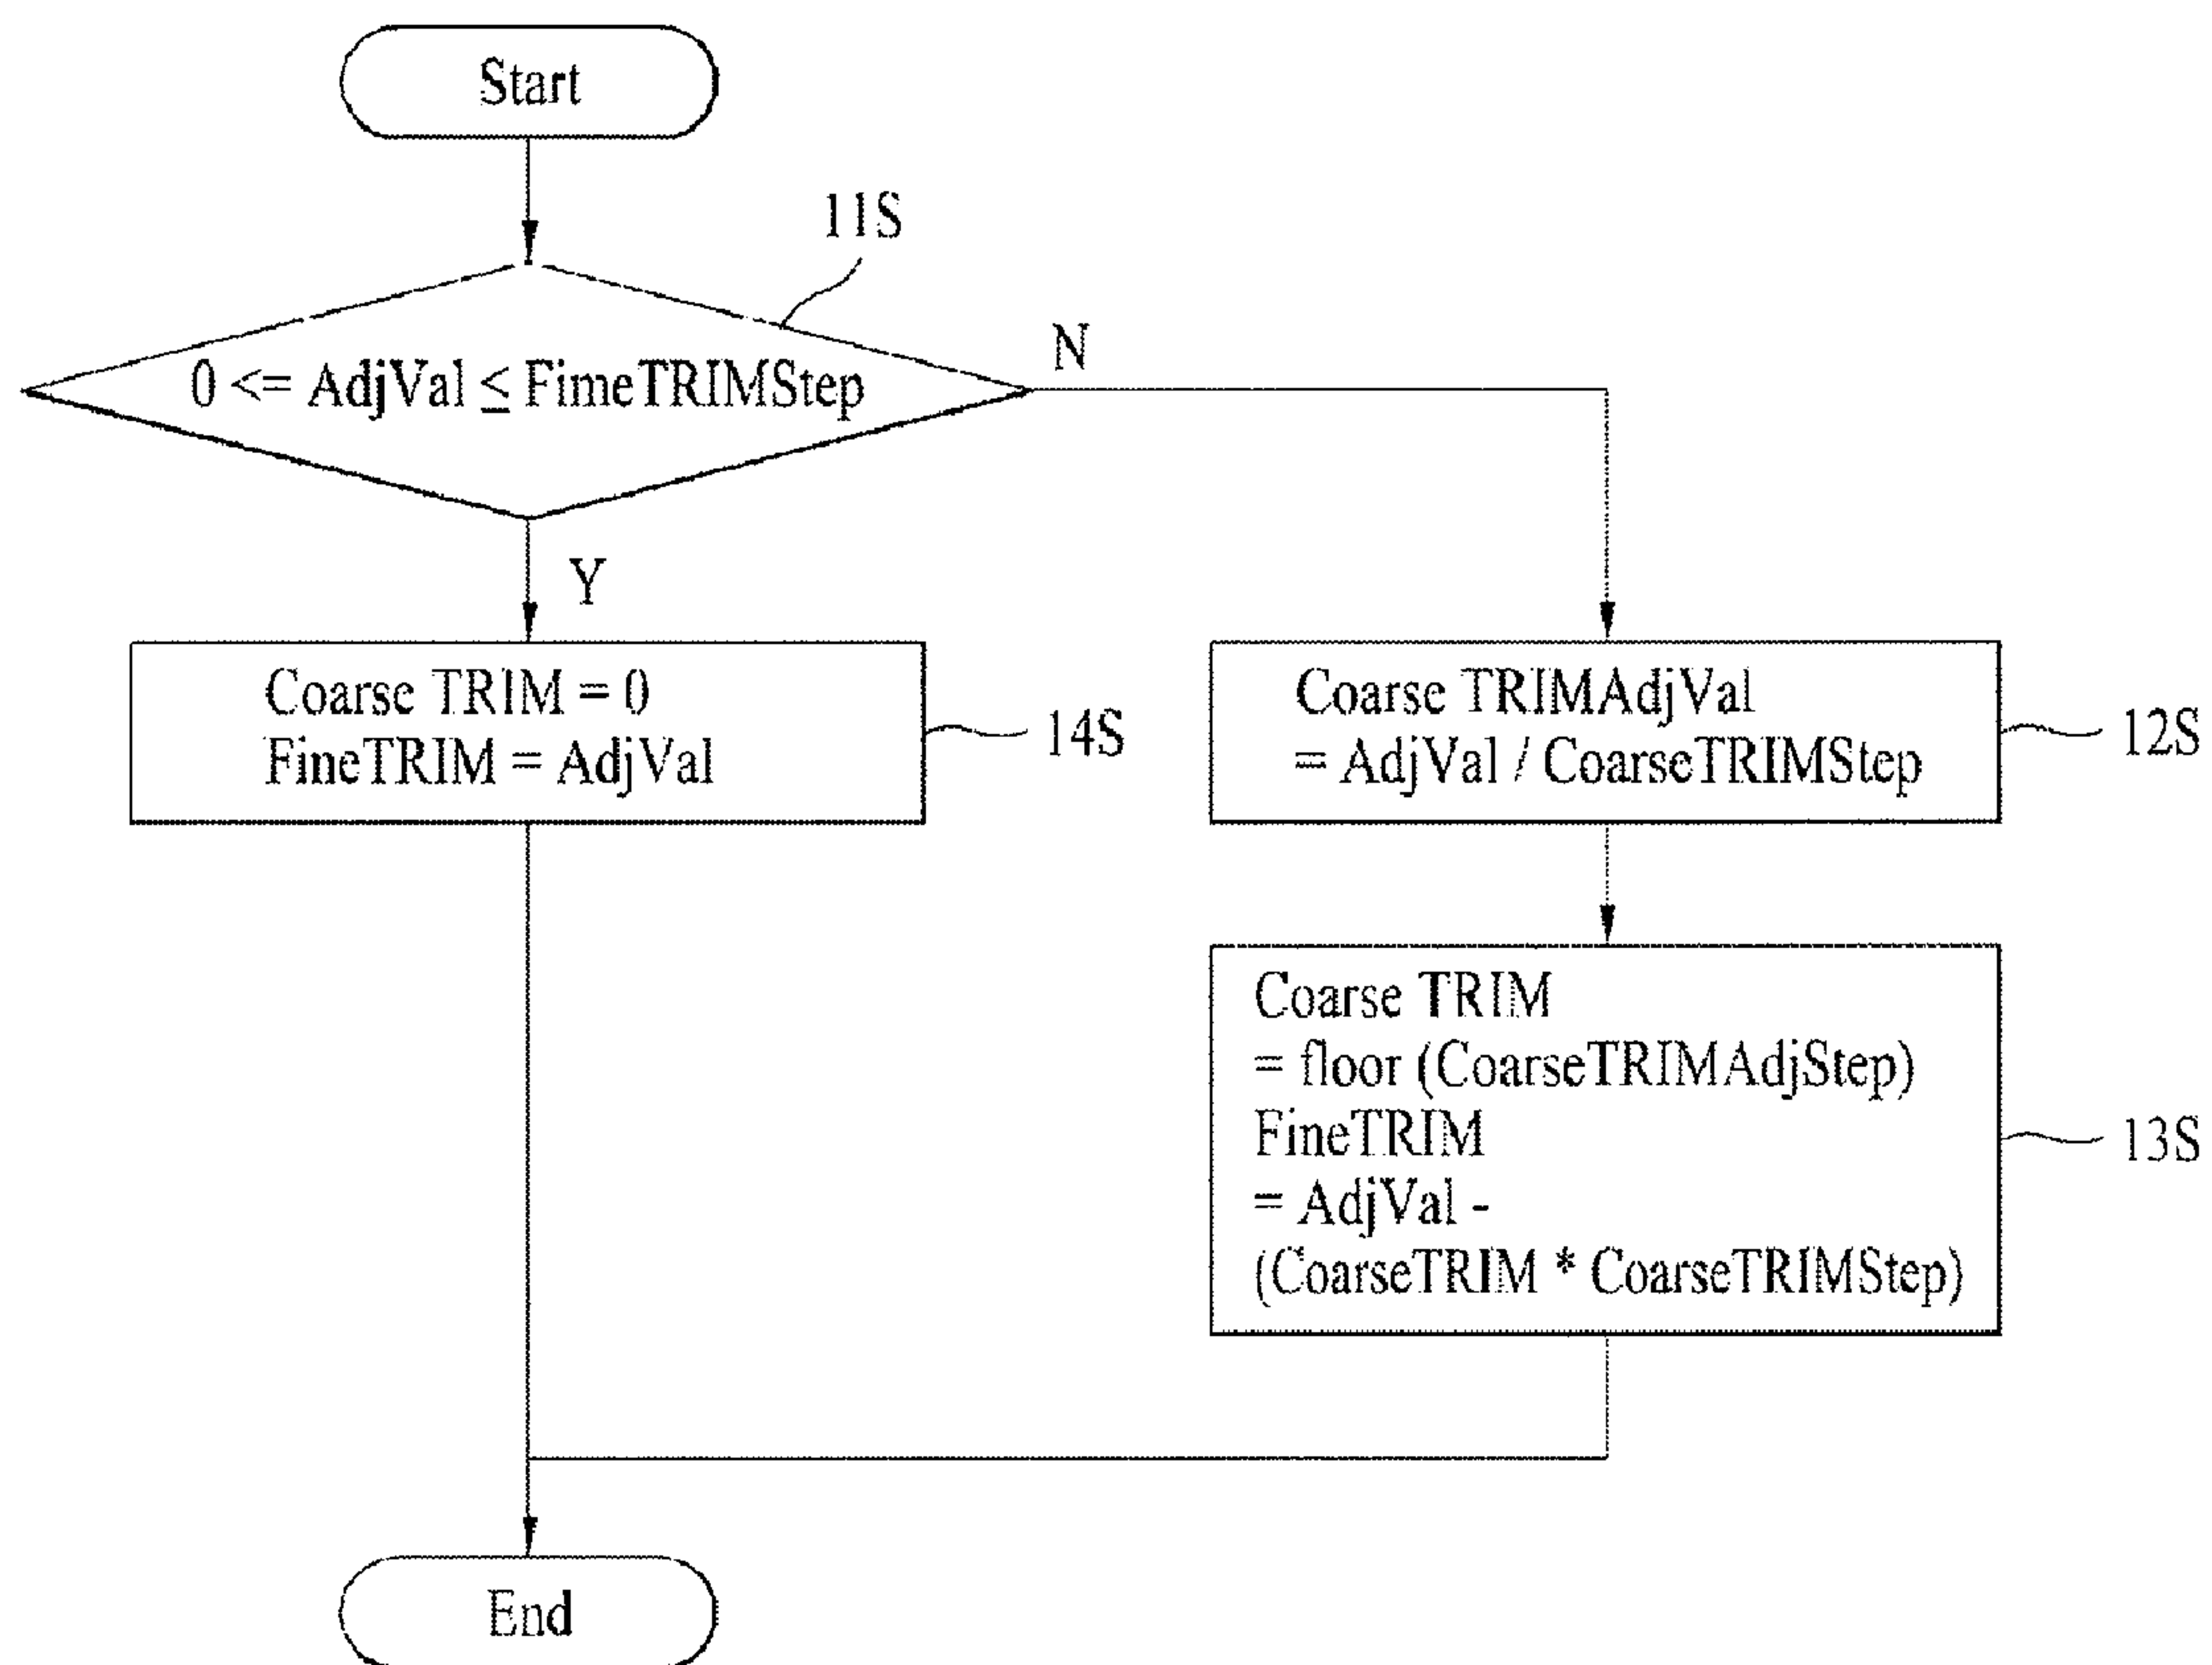 Start
11S
0 <= AdjVal ≤ FimeTRIMStep
N
Y
Coarse TRIM = 0
FineTRIM = AdjVal
14S
Coarse TRIMAdjVal
= AdjVal / CoarseTRIMStep
12S
Coarse TRIM
= floor (CoarseTRIMAdjStep)
FineTRIM
= AdjVal -
(CoarseTRIM * CoarseTRIMStep)
13S
End